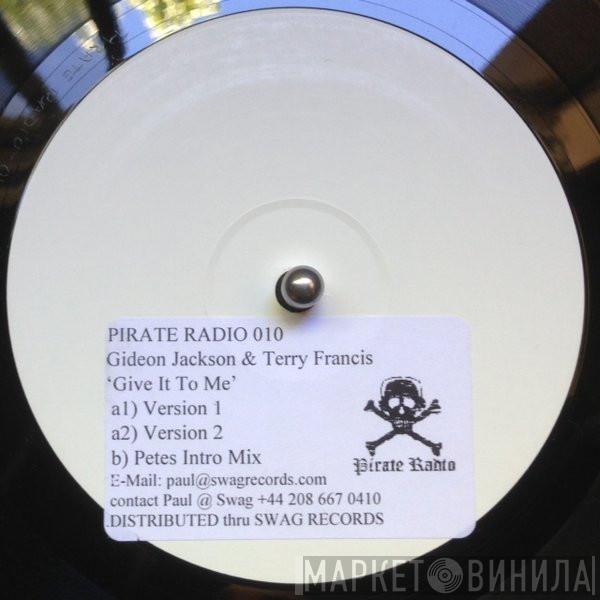 PIRATE RADIO 010
Gideon Jackson & Terry Francis
‘Give It To Me’
a1) Version 1
a2) Version 2
b) Petes Intro Mix
E-Mail: paul@swagrecords.com
contact Paul @ Swag +44 208 667 0410
.DISTRIBUTED thru SWAG RECORDS
Pirate Radio
МАРКЕТ ВИНИЛА